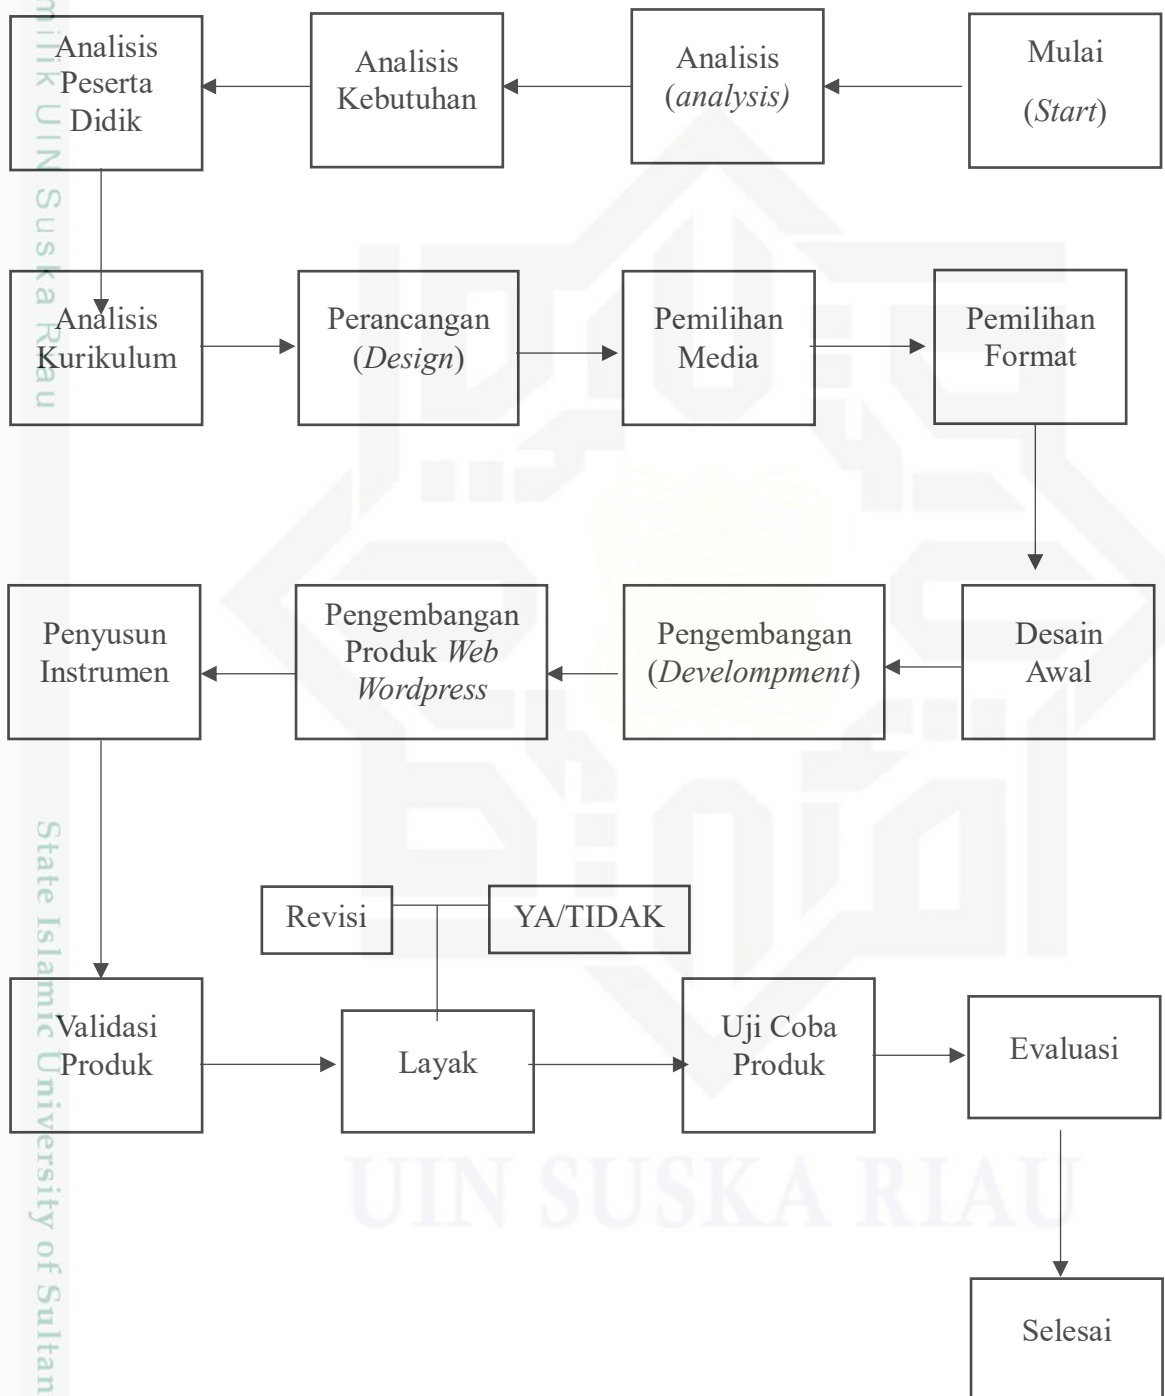 Mulai
(Start)
Analisis
(analysis)
Analisis
Kebutuhan
Analisis
Peserta
Didik
Analisis
Kurikulum
Perancangan
(Design)
Pemilihan
Media
Pemilihan
Format
Desain
Awal
Pengembangan
(Develompment)
Pengembangan
Produk Web
Wordpress
Penyusun
Instrumen
Validasi
Produk
Layak
Revisi
YA/TIDAK
Uji Coba
Produk
Evaluasi
Selesai
milik UIN Suska Riau
State Islamic University of Sultan
UIN SUSKA RIAU